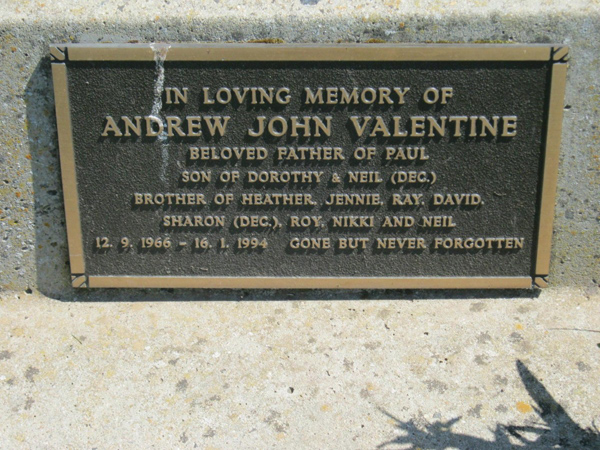 IN LOVING MEMORY OF
ANDREW JOHN VALENTINE
BELOVED FATHER OF PAUL
SON OF DOROTHY & NEIL (DEC.)
BROTHER OF HEATHER, JENNIE, RAY, DAVID,
SHARON (DEC.), ROY, NIKKI AND NEIL
12. 9. 1966 – 16. 1. 1994 GONE BUT NEVER FORGOTTEN